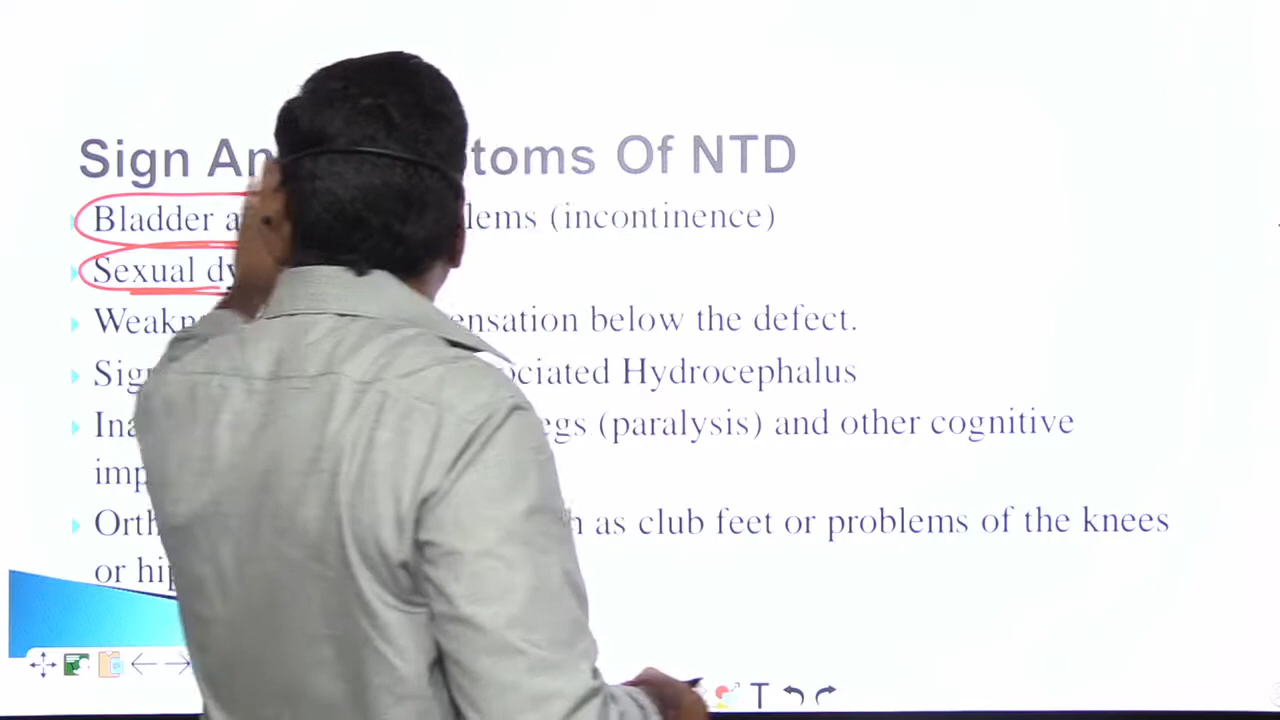 Sign An toms Of NTD
Bladder a lems (incontinence)
Sexual dy
Weakn ensation below the defect.
Sig ociated Hydrocephalus
Ina egs (paralysis) and other cognitive
imp
Orth h as club feet or problems of the knees
or hip
T